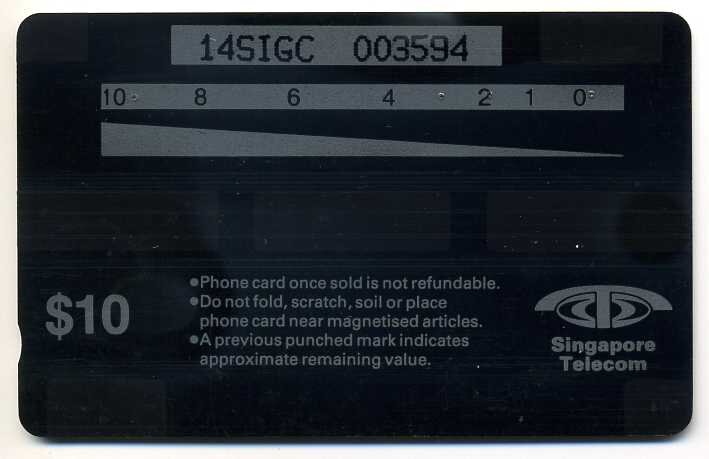 14SIGC 003594
10 8 6 4 2 1 0
$10
•Phone card once sold is not refundable.
•Do not fold, scratch, soil or place
phone card near magnetised articles.
•A previous punched mark indicates
approximate remaining value.
Singapore
Telecom